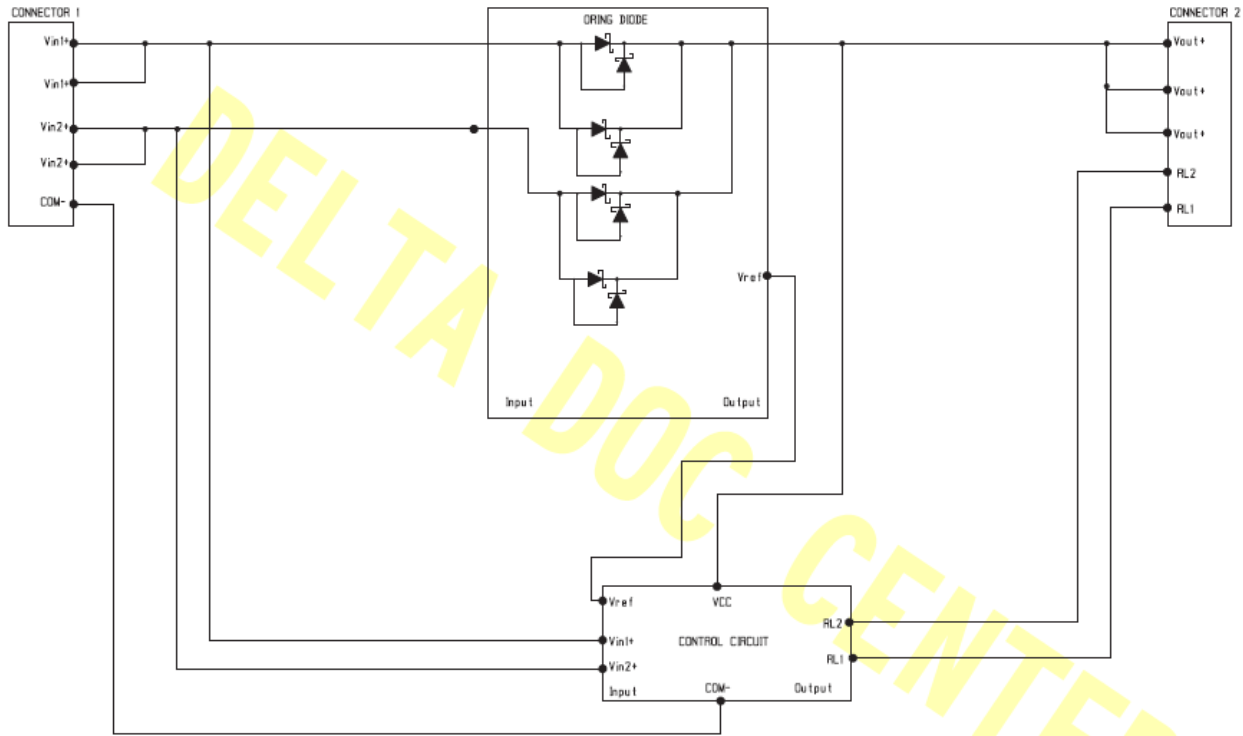 CONNECTOR 1
Vin1+
Vin1+
Vin2+
Vin2+
COM-
ORING DIODE
Vref
Input
Output
CONNECTOR 2
Vout+
Vout+
Vout+
RL2
RL1
Vref
VCC
RL2
Vin1+
CONTROL CIRCUIT
RL1
Vin2+
Input
COM-
Output
DELTA DOC CENTER